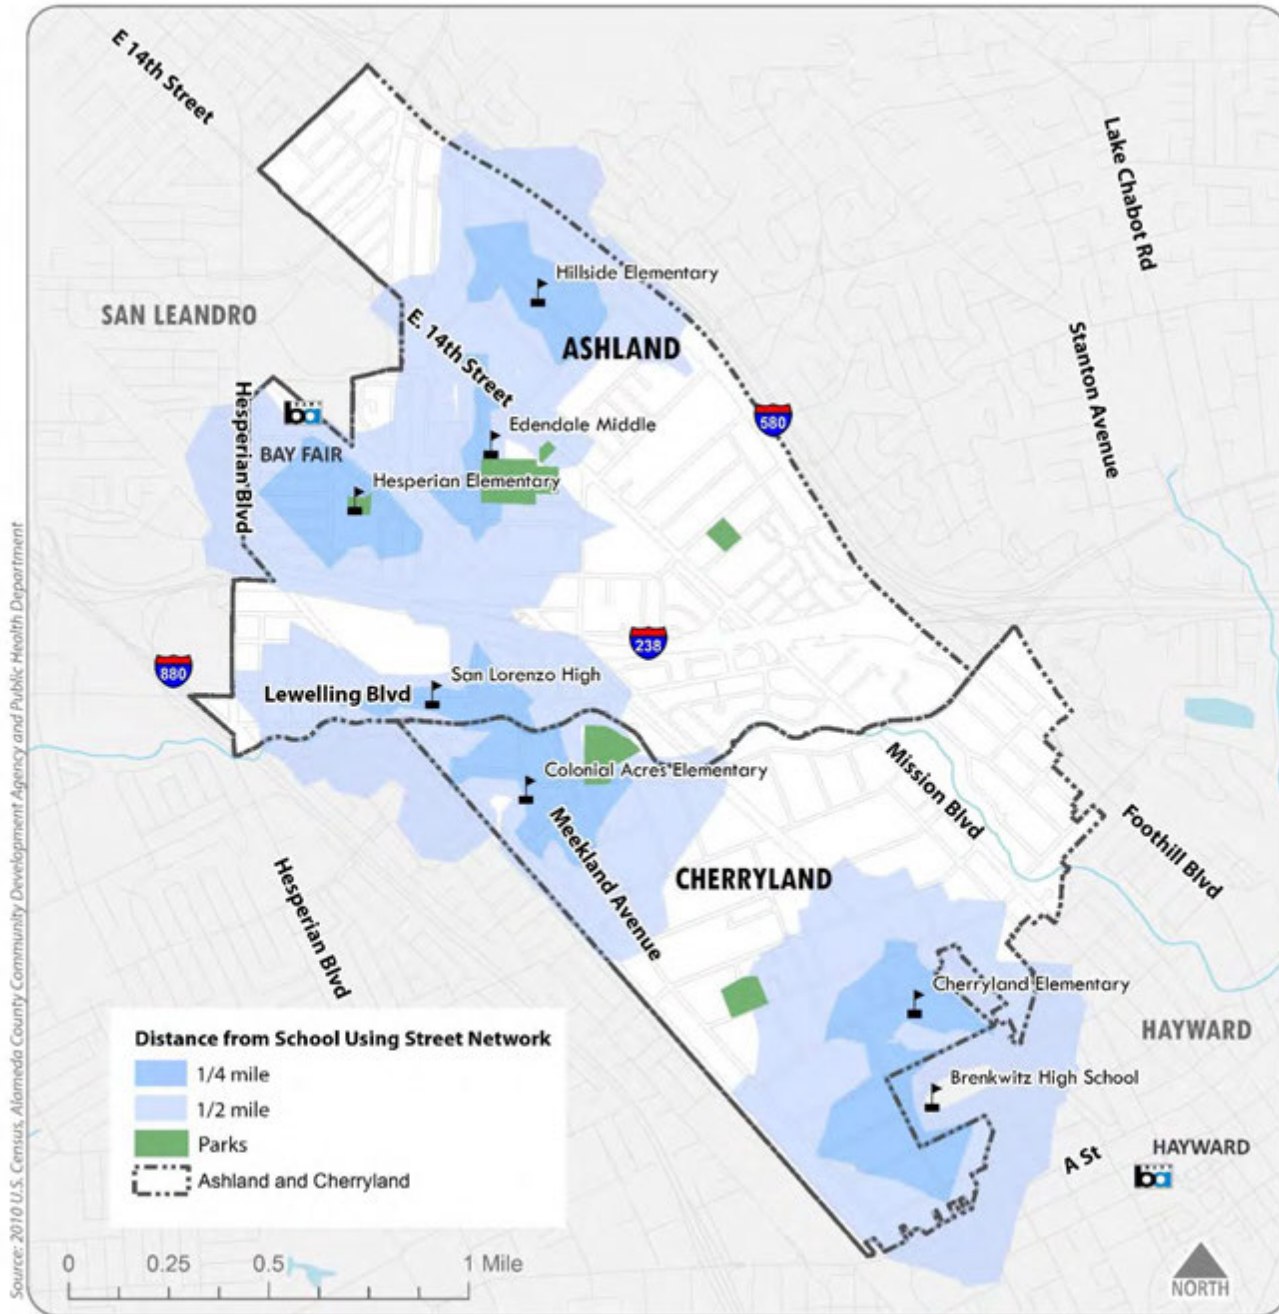 E 14th Street
Lake Chabot Rd
Hillside Elementary
SAN LEANDRO
ASHLAND
E. 14th Street
Stanton Avenue
Hesperian Blvd
580
ba
BAY FAIR
Edendale Middle
Hesperian Elementary
238
880
San Lorenzo High
Lewelling Blvd
Colonial Acres Elementary
Mission Blvd
Meekland Avenue
Foothill Blvd
CHERRYLAND
Hesperian Blvd
Cherryland Elementary
HAYWARD
Brenkwitz High School
A St
HAYWARD
ba
Distance from School Using Street Network
1/4 mile
1/2 mile
Parks
Ashland and Cherryland
0 0.25 0.5 1 Mile
NORTH
Source: 2010 U.S. Census, Alameda County Community Development Agency and Public Health Department